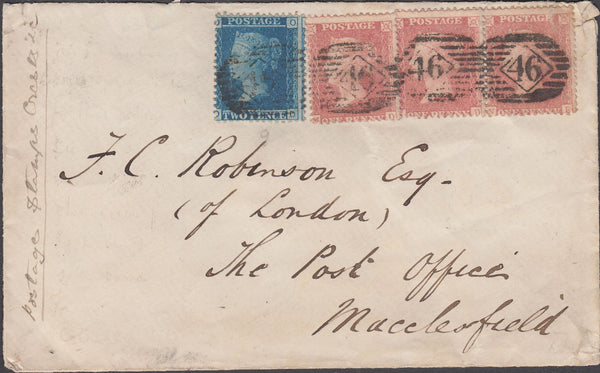 POSTAGE POSTAGE POSTAGE POSTAGE
46 46 46
TWO PENCE
F. C. Robinson Esq-
(of London)
The Post Office
Macclesfield
Postage Stamps